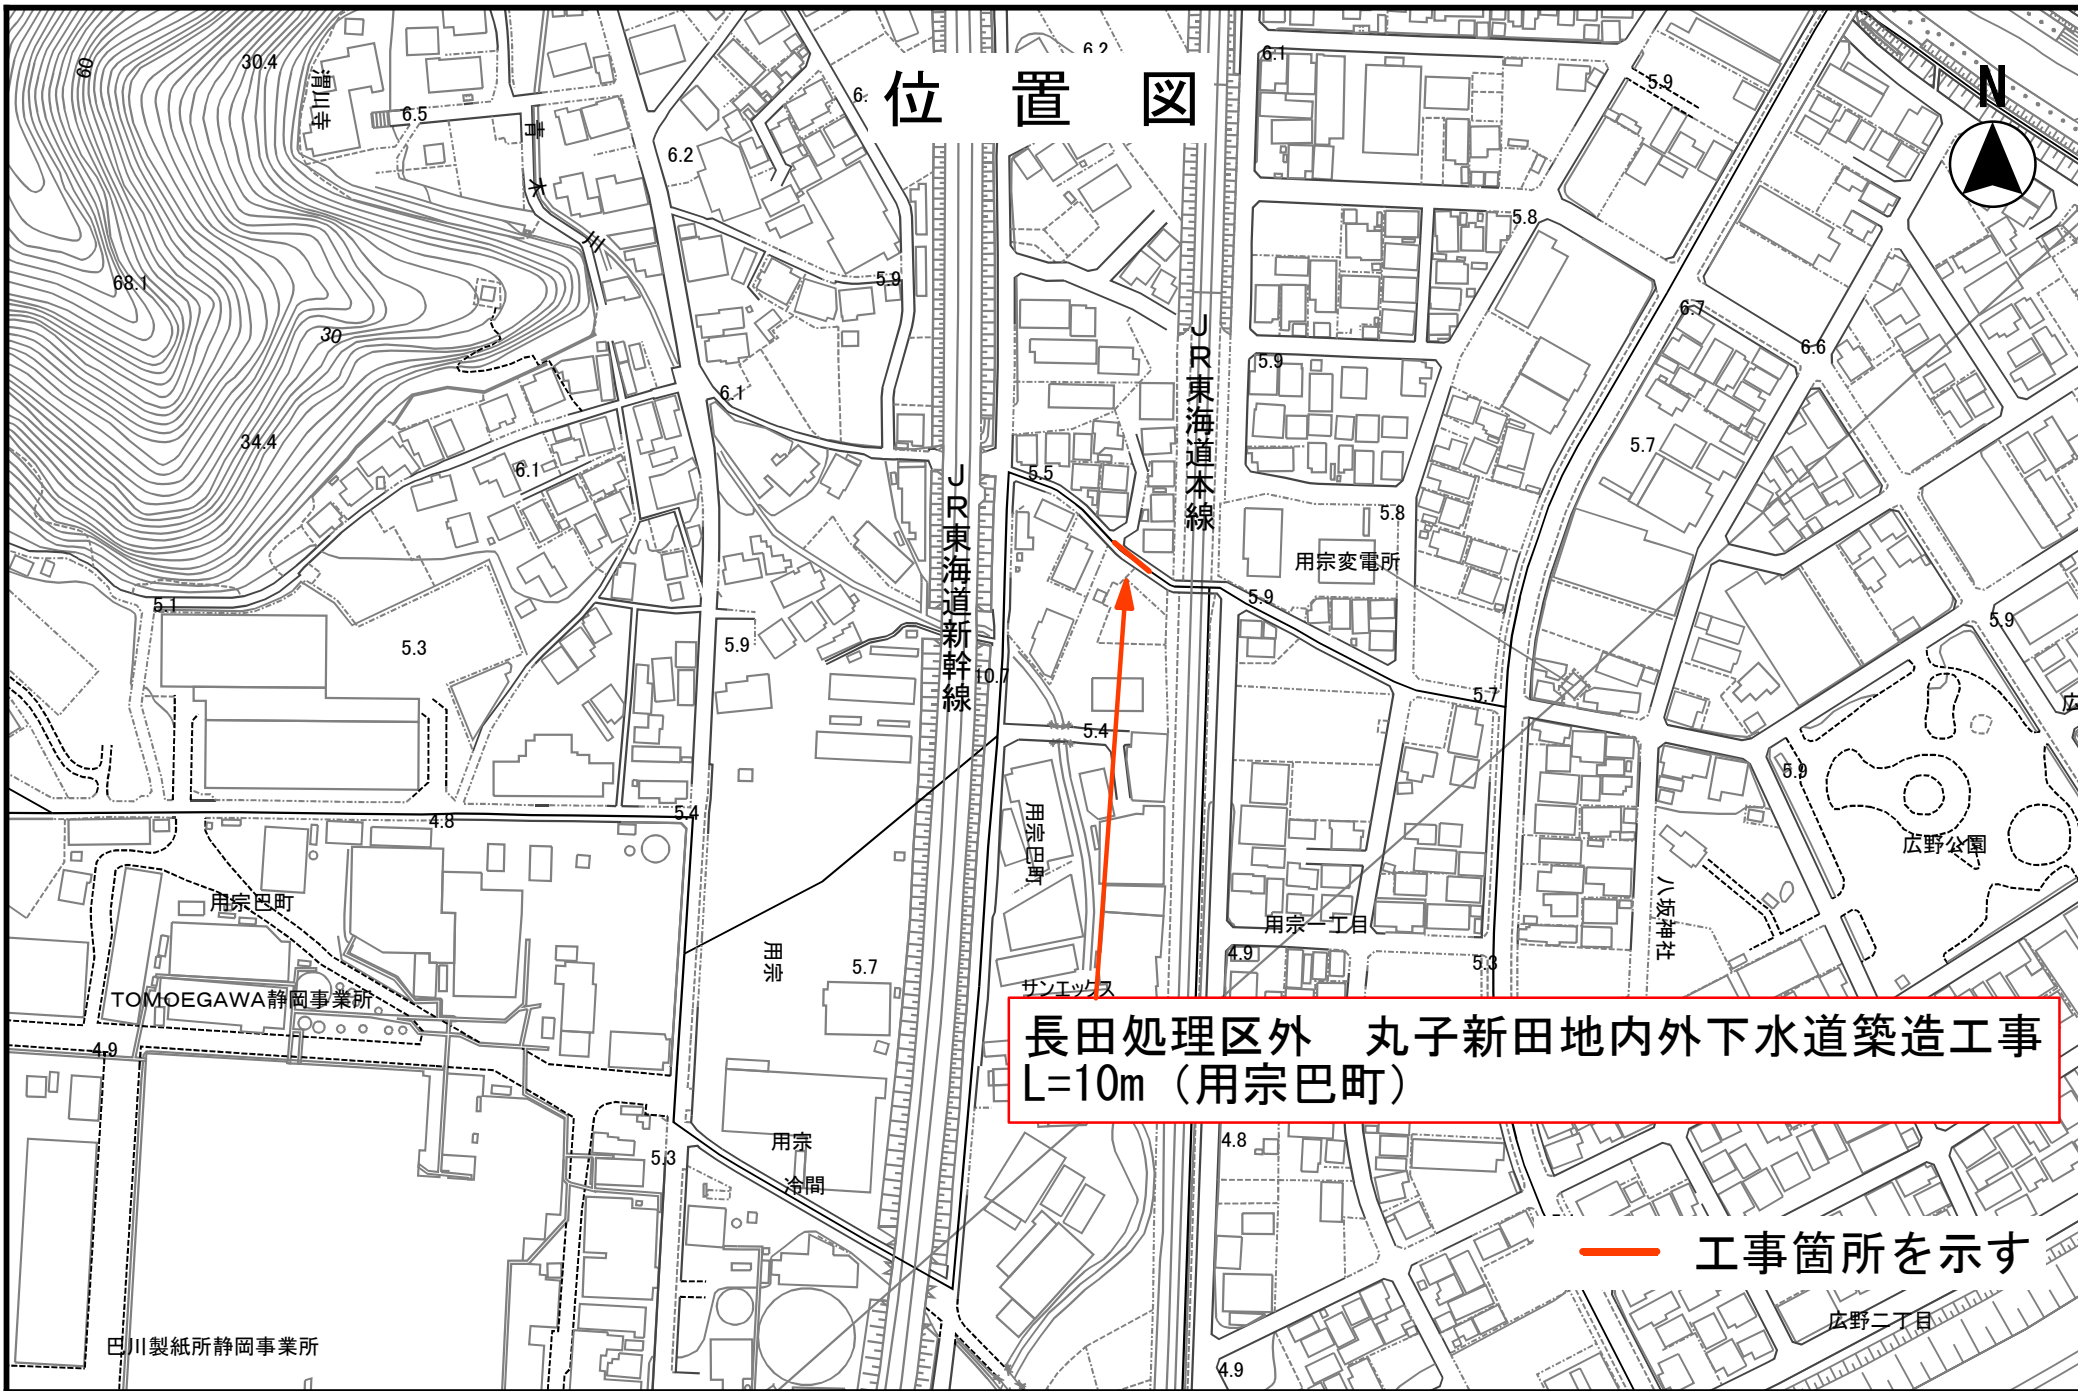 位置図
N
6.2
6.1
60
30.4
清川寺
6.5
青木川
6.2
6.
5.9
5.8
68.1
30
5.9
6.7
6.6
5.9
6.1
34.4
6.1
5.5
5.7
5.8
JR東海道本線
JR東海道新幹線
用宗変電所
5.9
5.1
5.3
5.9
5.9
10.7
5.7
5.4
5.9
4.8
5.4
用宗巴町
広野公園
八坂神社
用宗巴町
用宗一丁目
用宗
5.7
4.9
5.3
TOMOEGAWA静岡事業所
サンエックス
4.9
長田処理区外　丸子新田地内外下水道築造工事
L=10m（用宗巴町）
用宗
冷間
5.3
4.8
工事箇所を示す
広野二丁目
巴川製紙所静岡事業所
4.9